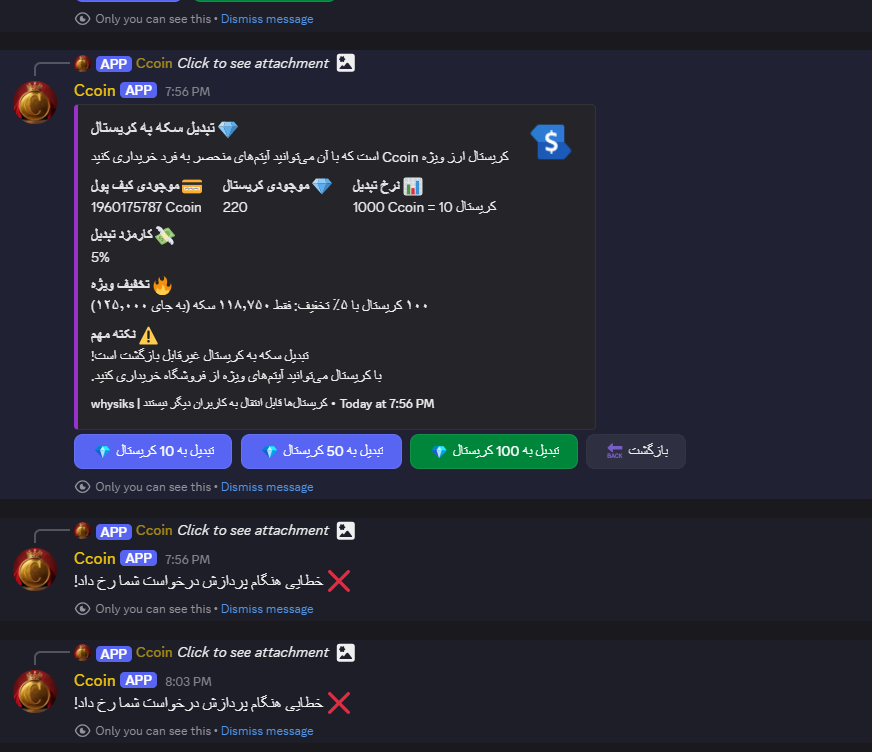 Only you can see this • Dismiss message
APP Ccoin Click to see attachment
Ccoin APP 7:56 PM
💎 تبدیل سکه به کریستال
کریستال ارز ویژه Ccoin است که با آن می‌توانید آیتم‌های منحصر به فرد خریداری کنید
💳 موجودی کیف پول
1960175787 Ccoin
💎 موجودی کریستال
220
📊 نرخ تبدیل
1000 Ccoin = 10 کریستال
💸 کارمزد تبدیل
5%
🔥 تخفیف ویژه
۱۰۰ کریستال با ۵٪ تخفیف: فقط ۱۱۸,۷۵۰ سکه (به جای ۱۲۵,۰۰۰)
⚠️ نکته مهم
تبدیل سکه به کریستال غیرقابل بازگشت است!
با کریستال می‌توانید آیتم‌های ویژه از فروشگاه خریداری کنید.
whysiks | کریستال‌ها قابل انتقال به کاربران دیگر نیستند • Today at 7:56 PM
💎 تبدیل به 10 کریستال
💎 تبدیل به 50 کریستال
💎 تبدیل به 100 کریستال
🔙 بازگشت
Only you can see this • Dismiss message
APP Ccoin Click to see attachment
Ccoin APP 7:56 PM
❌ خطایی هنگام پردازش درخواست شما رخ داد!
Only you can see this • Dismiss message
APP Ccoin Click to see attachment
Ccoin APP 8:03 PM
❌ خطایی هنگام پردازش درخواست شما رخ داد!
Only you can see this • Dismiss message